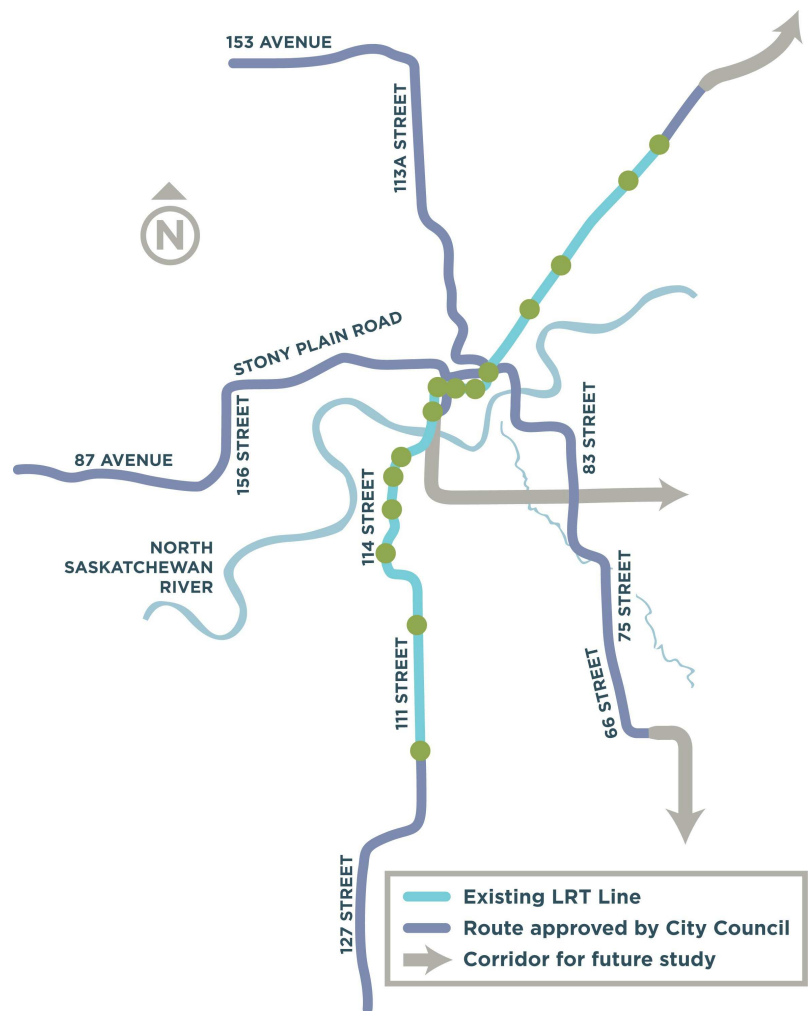 153 AVENUE
113A STREET
N
STONY PLAIN ROAD
83 STREET
156 STREET
87 AVENUE
114 STREET
NORTH
SASKATCHEWAN
RIVER
75 STREET
111 STREET
66 STREET
127 STREET
Existing LRT Line
Route approved by City Council
Corridor for future study